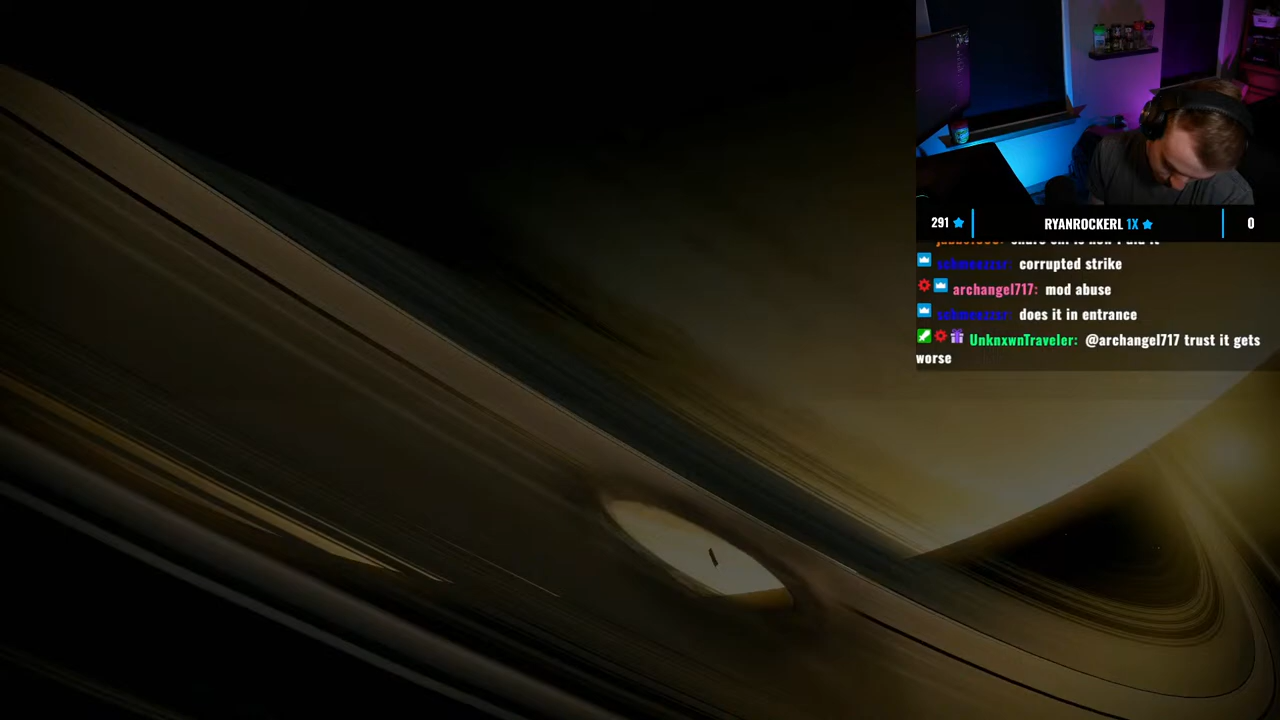 291
RYANROCKERL 1X
0
schmeezzsr: corrupted strike
archangel717: mod abuse
does it in entrance
UnknxwnTraveler: @archangel717 trust it gets
worse